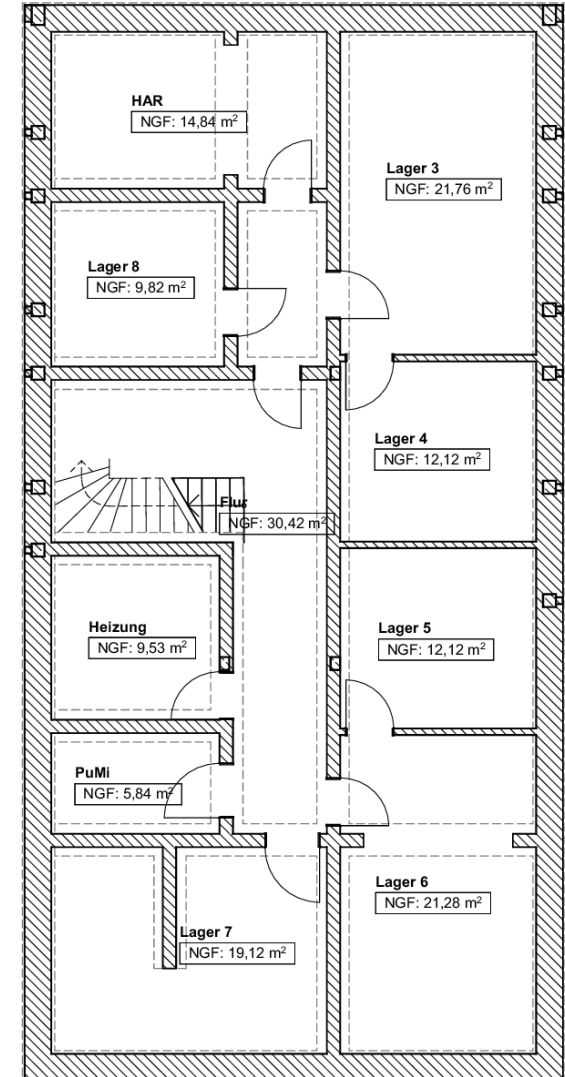 HAR
NGF: 14,84 m²
Lager 3
NGF: 21,76 m²
Lager 8
NGF: 9,82 m²
Lager 4
NGF: 12,12 m²
Flur
NGF: 30,42 m²
Heizung
NGF: 9,53 m²
Lager 5
NGF: 12,12 m²
PuMi
NGF: 5,84 m²
Lager 6
NGF: 21,28 m²
Lager 7
NGF: 19,12 m²